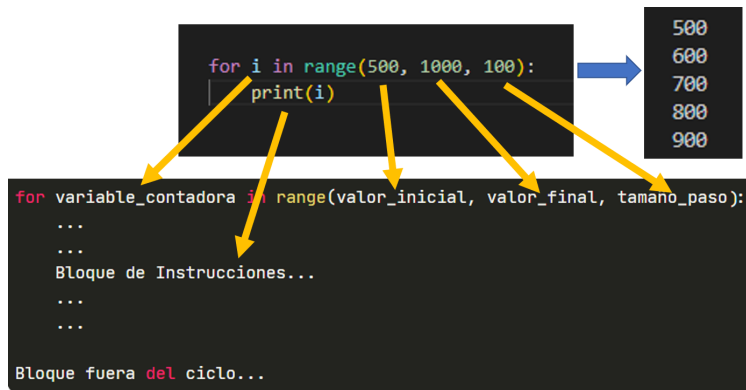 for i in range(500, 1000, 100):
print(i)
500
600
700
800
900
for variable_contadora in range(valor_inicial, valor_final, tamano_paso):
...
...
Bloque de Instrucciones...
...
...
Bloque fuera del ciclo...